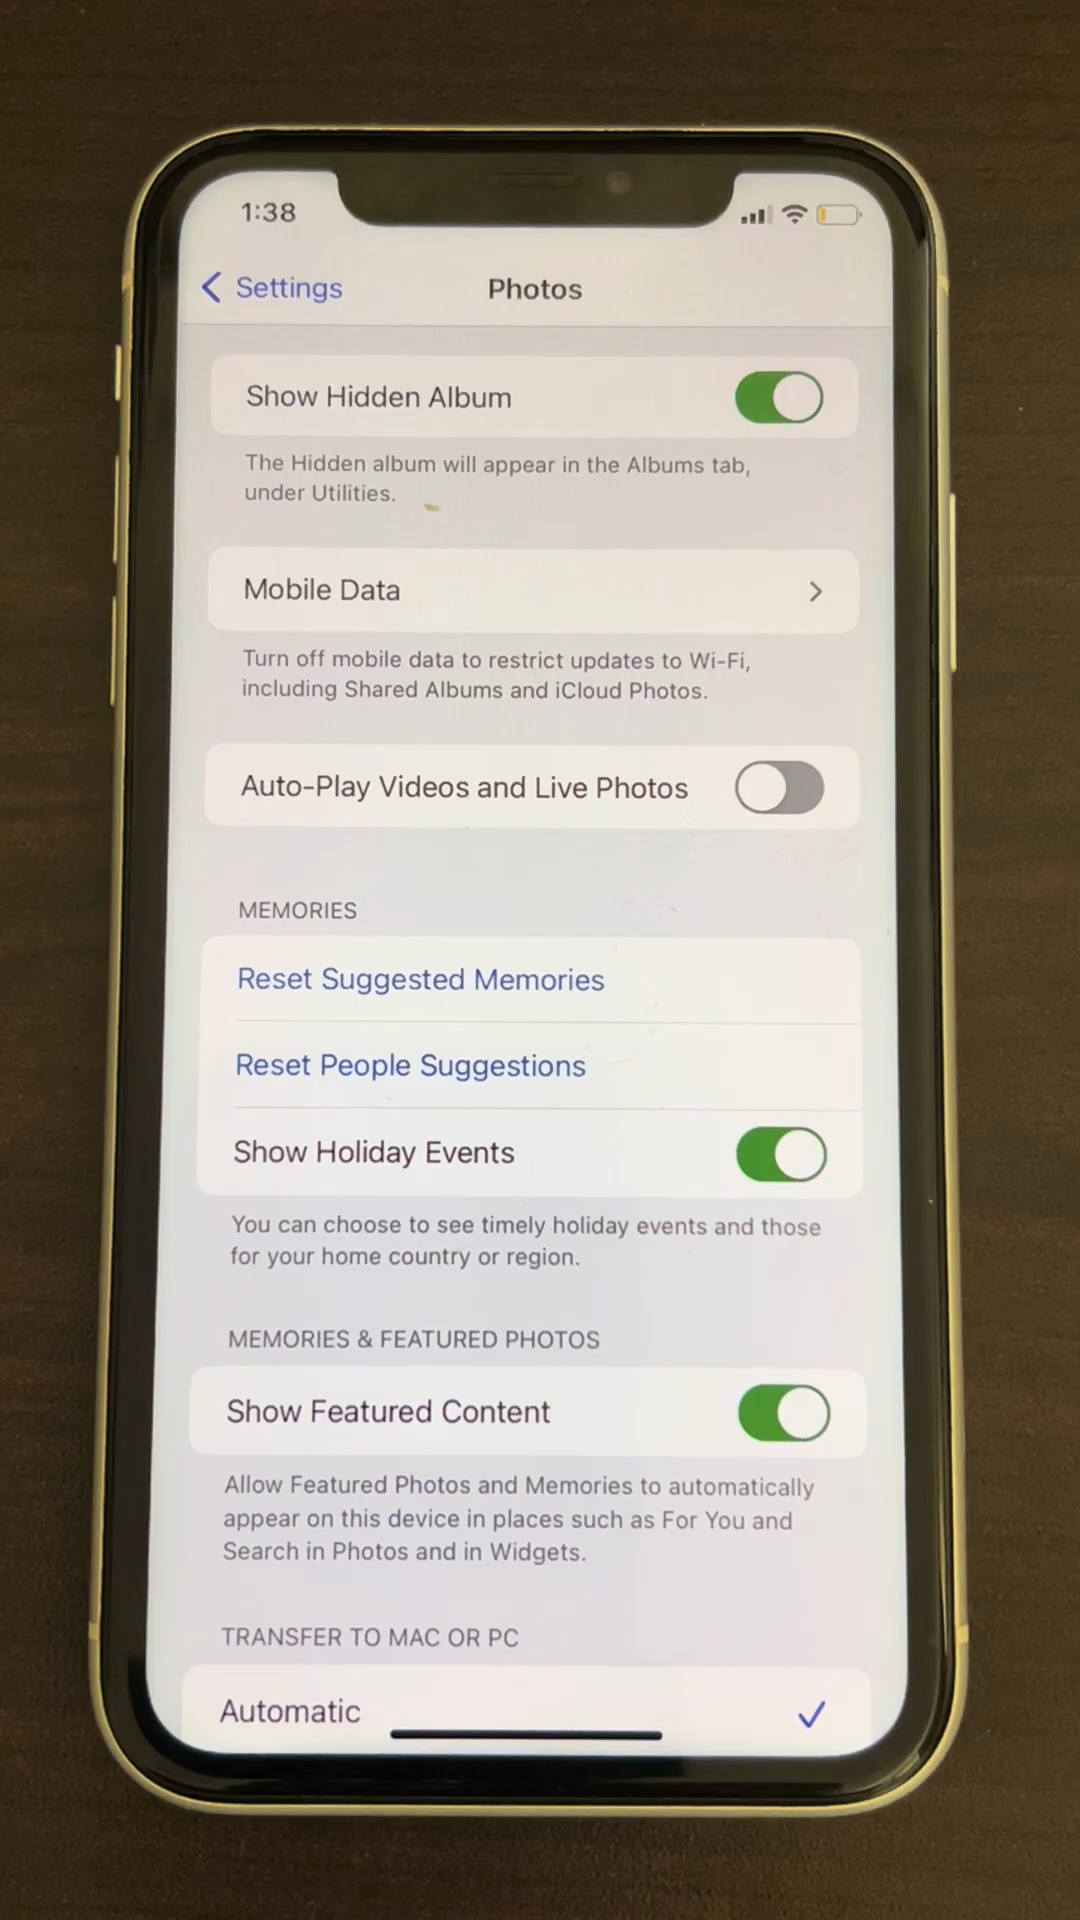 1:38
Settings
Photos
Show Hidden Album
The Hidden album will appear in the Albums tab,
under Utilities.
Mobile Data
Turn off mobile data to restrict updates to Wi-Fi,
including Shared Albums and iCloud Photos.
Auto-Play Videos and Live Photos
MEMORIES
Reset Suggested Memories
Reset People Suggestions
Show Holiday Events
You can choose to see timely holiday events and those
for your home country or region.
MEMORIES & FEATURED PHOTOS
Show Featured Content
Allow Featured Photos and Memories to automatically
appear on this device in places such as For You and
Search in Photos and in Widgets.
TRANSFER TO MAC OR PC
Automatic